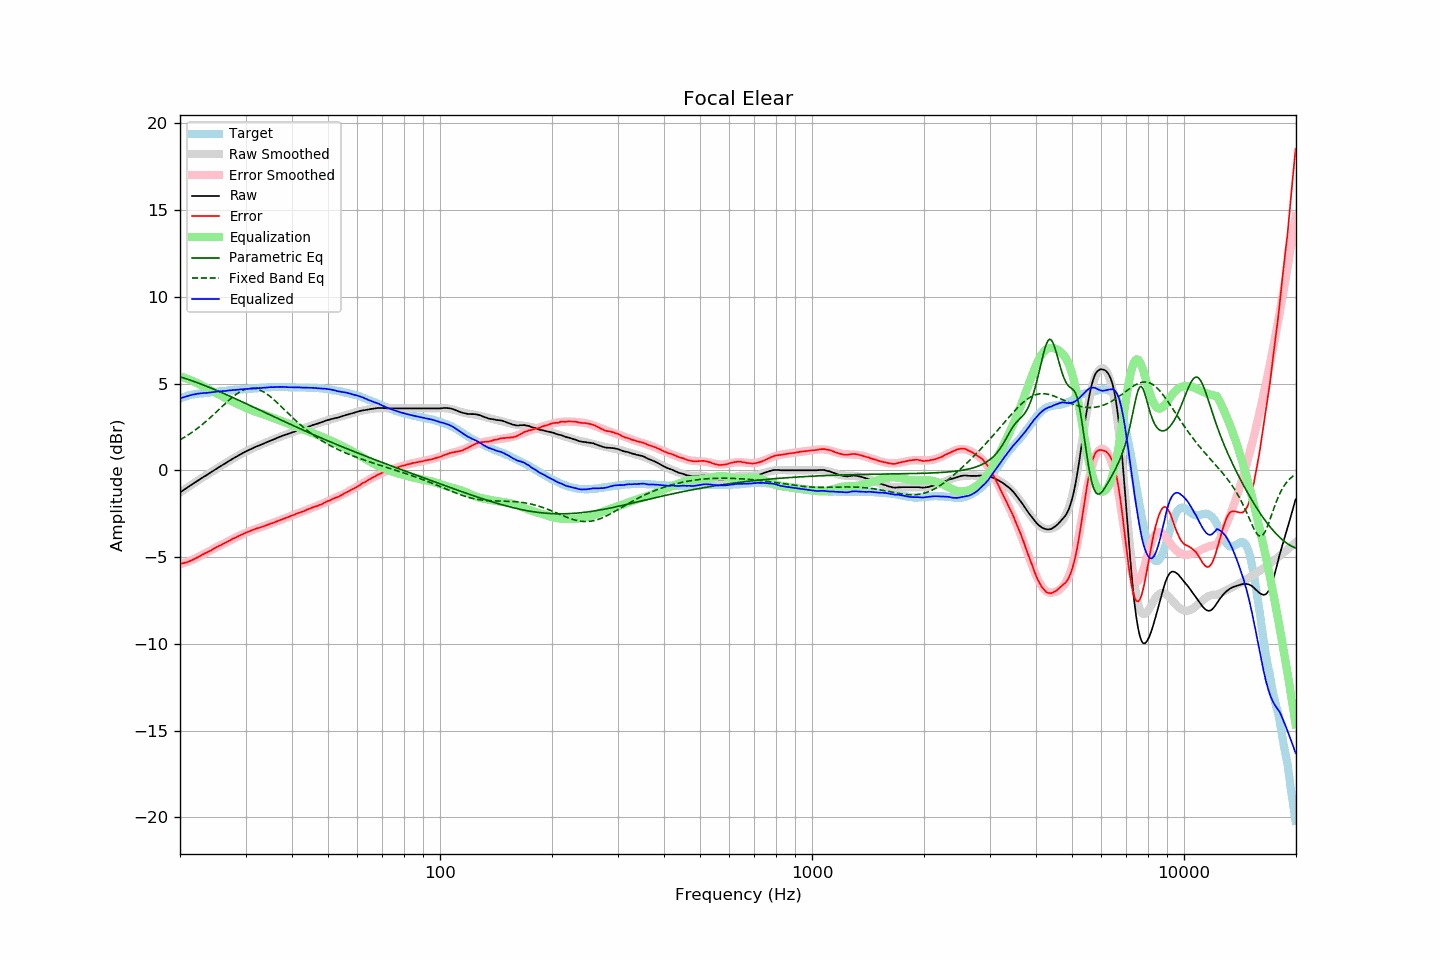 Focal Elear
Target
Raw Smoothed
Error Smoothed
Raw
Error
Equalization
Parametric Eq
Fixed Band Eq
Equalized
20
15
10
5
0
−5
−10
−15
−20
Amplitude (dBr)
100
1000
10000
Frequency (Hz)